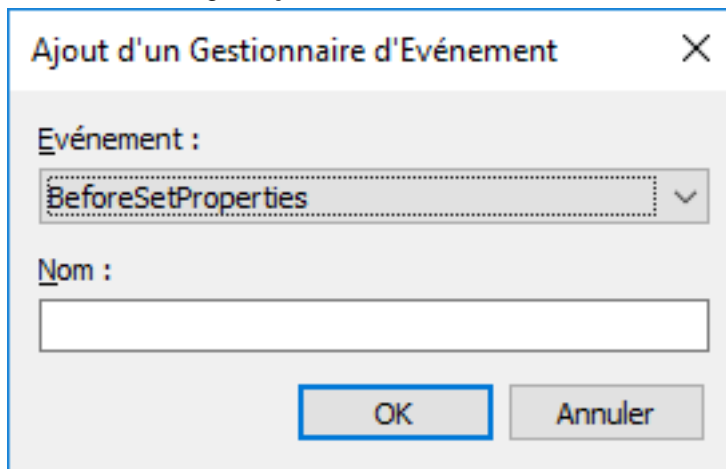 Ajout d'un Gestionnaire d'Evénement
Evénement :
BeforeSetProperties
Nom :
OK Annuler